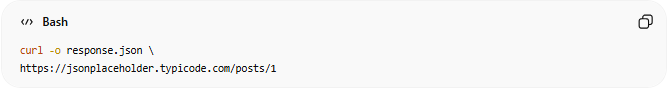 Bash
curl -o response.json \
https://jsonplaceholder.typicode.com/posts/1